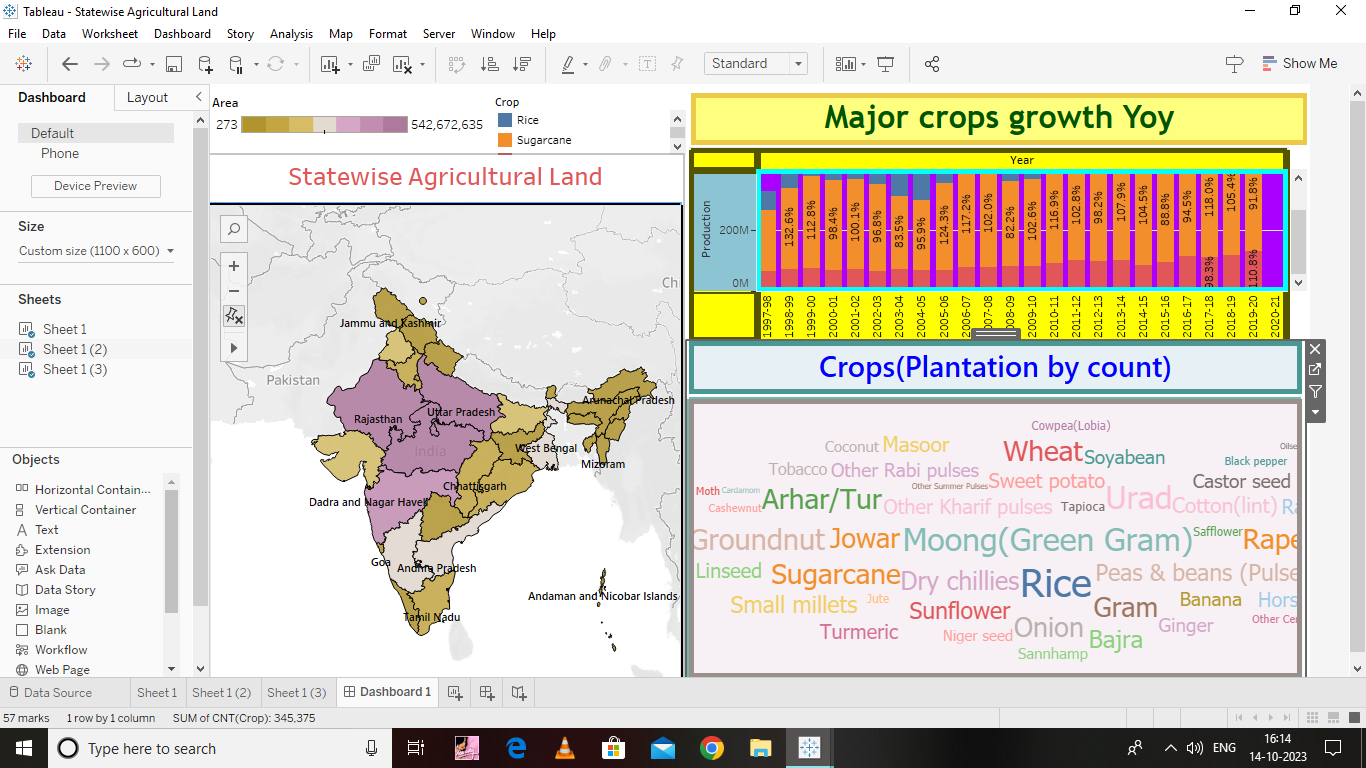 Tableau - Statewise Agricultural Land
File Data Worksheet Dashboard Story Analysis Map Format Server Window Help
Standard
Show Me
Dashboard Layout
Default
Phone
Device Preview
Size
Custom size (1100 x 600)
Sheets
Sheet 1
Sheet 1 (2)
Sheet 1 (3)
Objects
Horizontal Contain...
Vertical Container
Text
Extension
Ask Data
Data Story
Image
Blank
Workflow
Web Page
Area
273 542,672,635
Crop
Rice
Sugarcane
Statewise Agricultural Land
Ch
Jammu and Kashmir
Pakistan
Arunachal Pradesh
Rajasthan
Uttar Pradesh
India
West Bengal
Mizoram
Chhattisgarh
Dadra and Nagar Haveli
Goa
Andhra Pradesh
Andaman and Nicobar Islands
Tamil Nadu
Major crops growth Yoy
Year
Production
200M
0M
132.6% 112.8% 98.4% 100.1% 96.8% 83.5% 95.9% 124.3% 117.2% 102.0% 82.2% 102.6% 116.9% 102.8% 98.2% 107.9% 104.5% 88.8% 94.5% 118.0% 105.4% 91.8%
98.3% 110.8%
1997-98 1998-99 1999-00 2000-01 2001-02 2002-03 2003-04 2004-05 2005-06 2006-07 2007-08 2008-09 2009-10 2010-11 2011-12 2012-13 2013-14 2014-15 2015-16 2016-17 2017-18 2018-19 2019-20 2020-21
Crops(Plantation by count)
Cowpea(Lobia)
Coconut Masoor Wheat Soyabean Oilse
Black pepper
Tobacco Other Rabi pulses Sweet potato Castor seed
Moth Cardamom Other Summer Pulses
Cashewnut Arhar/Tur Other Kharif pulses Tapioca Urad Cotton(lint) Ra
Groundnut Jowar Moong(Green Gram) Safflower Rape
Linseed Sugarcane Dry chillies Rice Peas & beans (Pulse
Small millets Jute Sunflower Gram Banana Hors
Turmeric Niger seed Onion Bajra Ginger Other Cer
Sannhamp
Data Source Sheet 1 Sheet 1 (2) Sheet 1 (3) Dashboard 1
57 marks 1 row by 1 column SUM of CNT(Crop): 345,375
Type here to search
ENG
16:14
14-10-2023